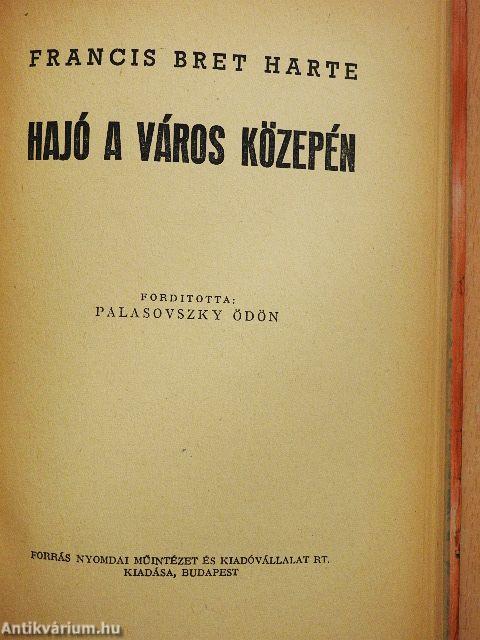 FRANCIS BRET HARTE
HAJÓ A VÁROS KÖZEPÉN
FORDITOTTA:
PALASOVSZKY ÖDÖN
FORRÁS NYOMDAI MŰINTÉZET ÉS KIADÓVÁLLALAT RT.
KIADÁSA, BUDAPEST
Antikvárium.hu